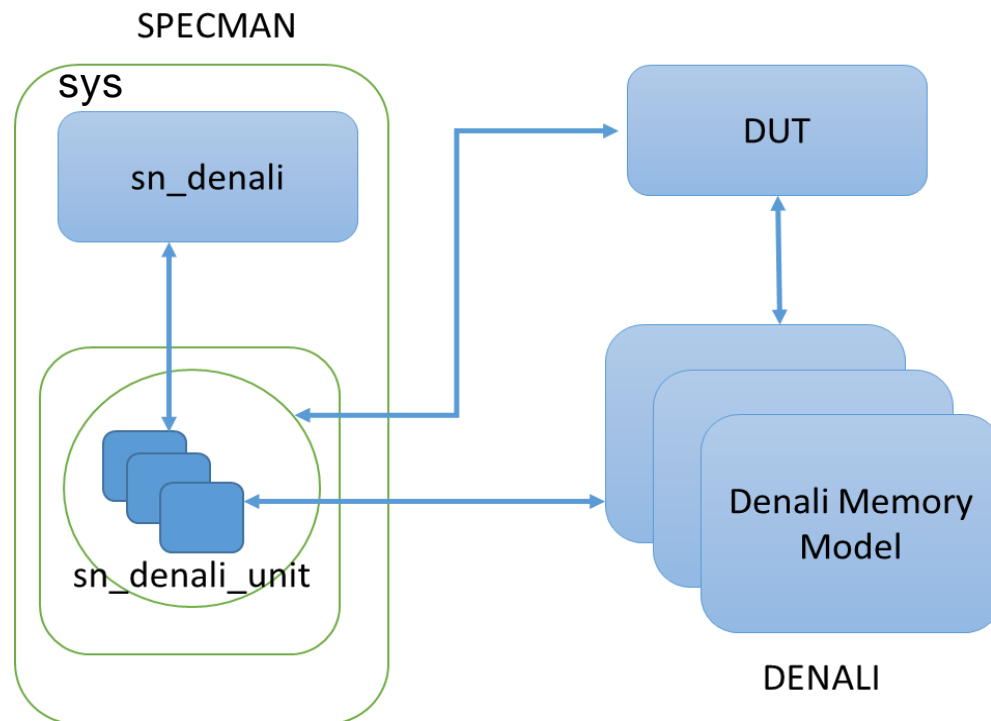 SPECMAN
sys
sn_denali
DUT
sn_denali_unit
Denali Memory
Model
DENALI